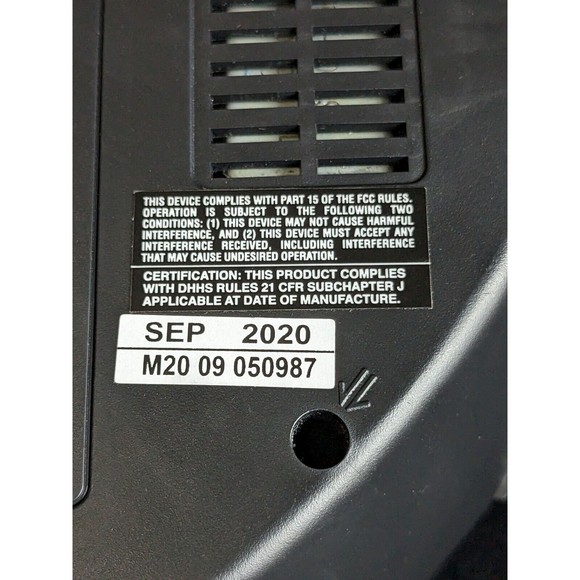 THIS DEVICE COMPLIES WITH PART 15 OF THE FCC RULES.
OPERATION IS SUBJECT TO THE FOLLOWING TWO
CONDITIONS: (1) THIS DEVICE MAY NOT CAUSE HARMFUL
INTERFERENCE, AND (2) THIS DEVICE MUST ACCEPT ANY
INTERFERENCE RECEIVED, INCLUDING INTERFERENCE
THAT MAY CAUSE UNDESIRED OPERATION.
CERTIFICATION: THIS PRODUCT COMPLIES
WITH DHHS RULES 21 CFR SUBCHAPTER J
APPLICABLE AT DATE OF MANUFACTURE.
SEP 2020
M20 09 050987